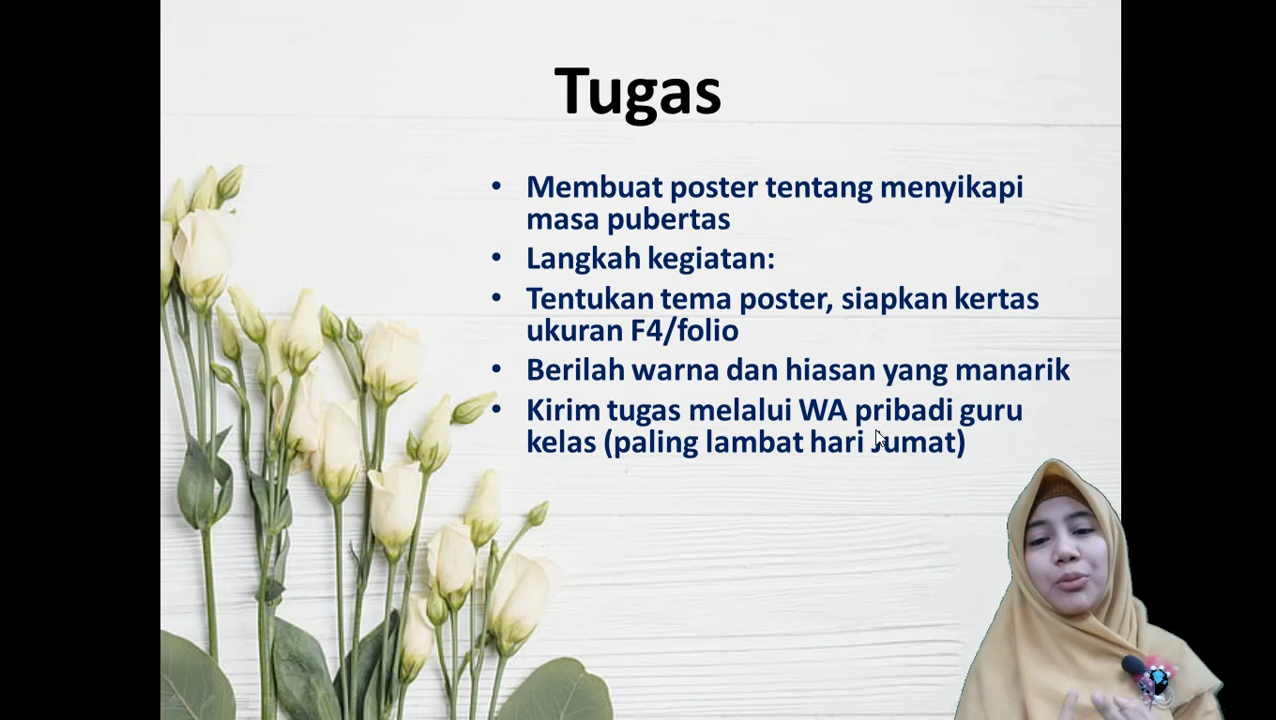 Tugas
• Membuat poster tentang menyikapi
masa pubertas
• Langkah kegiatan:
• Tentukan tema poster, siapkan kertas
ukuran F4/folio
• Berilah warna dan hiasan yang manarik
• Kirim tugas melalui WA pribadi guru
kelas (paling lambat hari Jumat)